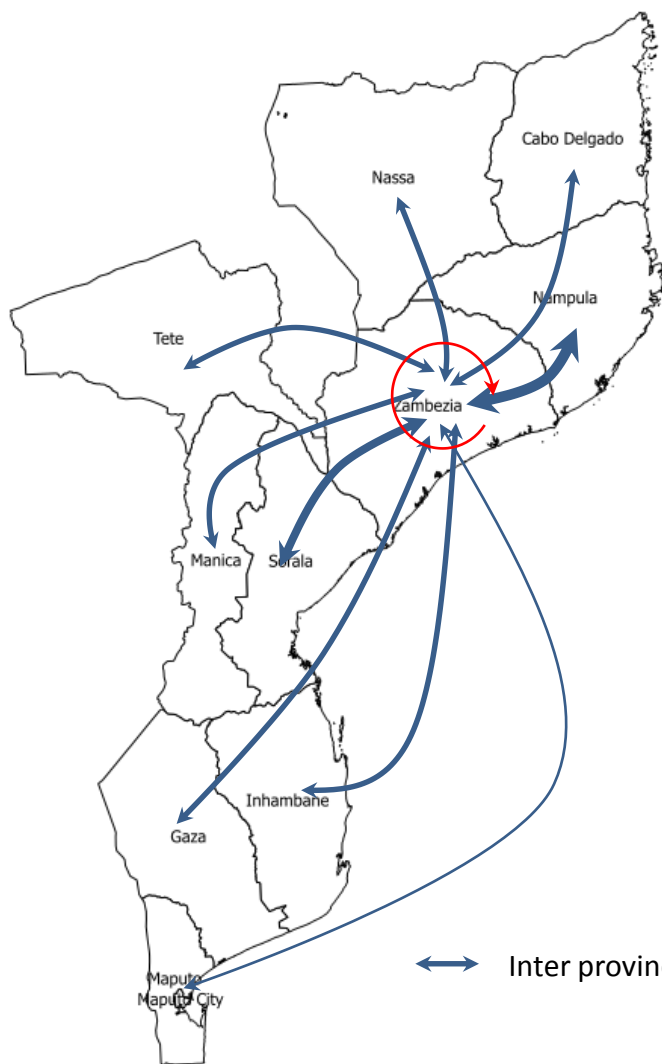 Cabo Delgado
Nassa
Nampula
Tete
Zambezia
Manica
Sofala
Inhambane
Gaza
Maputo
Maputo City
Inter provin